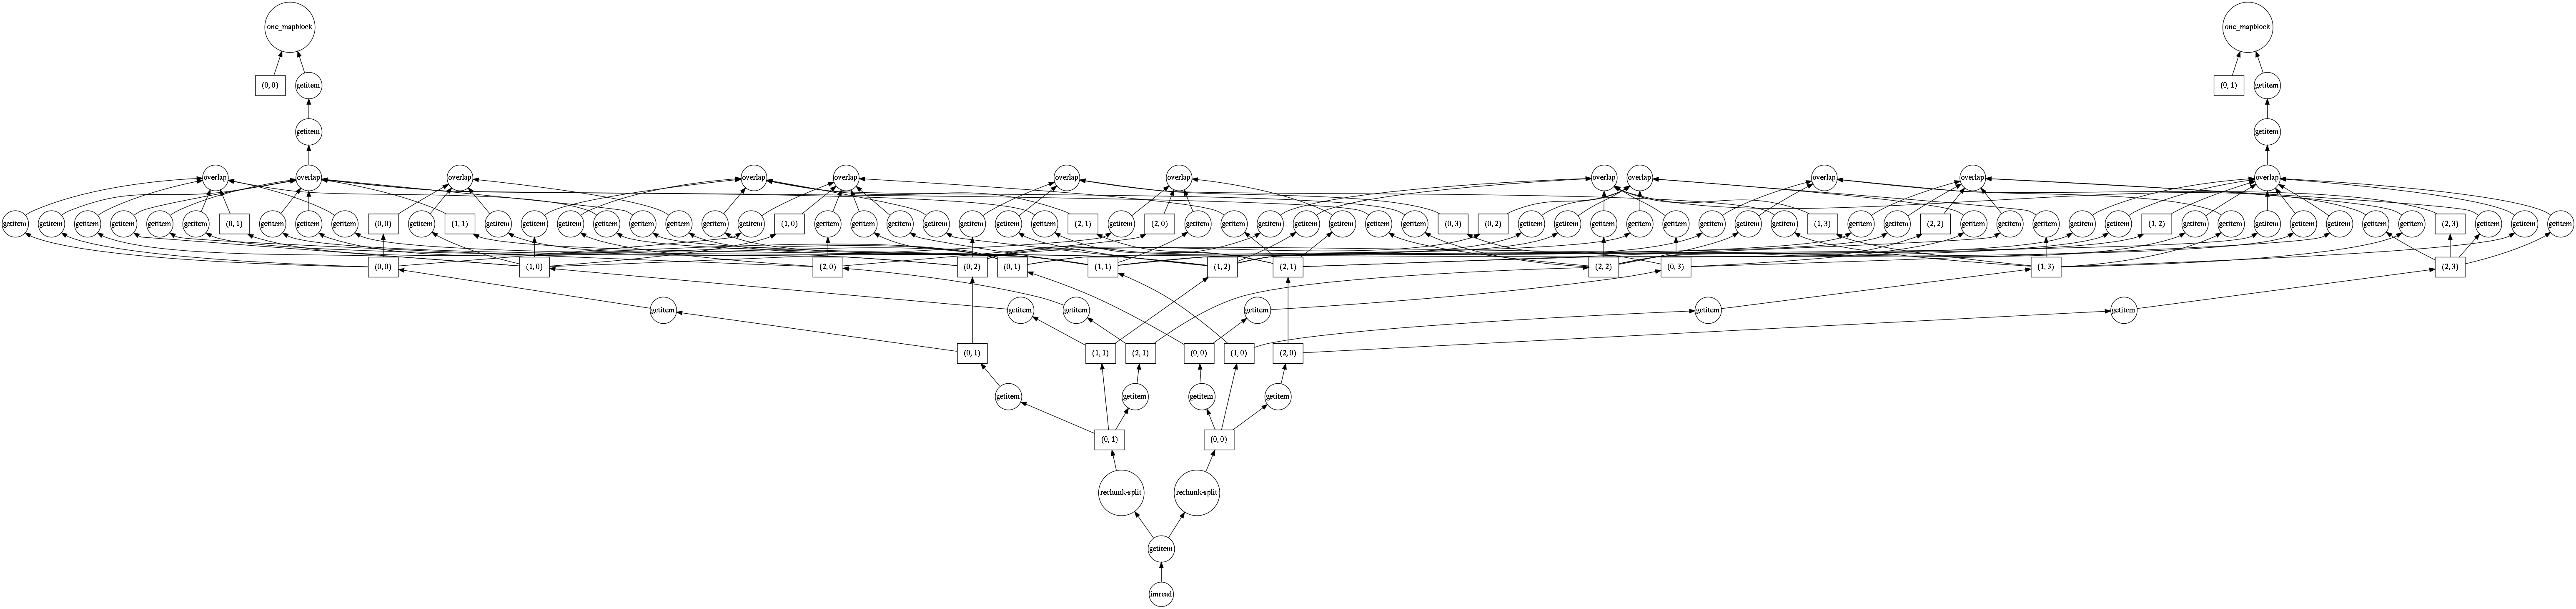 one_mapblock one_mapblock
(0, 0) getitem (0, 1) getitem
getitem getitem
overlap overlap overlap overlap overlap overlap overlap overlap overlap overlap overlap overlap
getitem getitem getitem getitem getitem getitem (0, 1) getitem getitem getitem (0, 0) getitem (1, 1) getitem getitem getitem getitem getitem getitem getitem getitem (1, 0) getitem getitem getitem getitem getitem getitem getitem (2, 1) getitem (2, 0) getitem getitem getitem getitem getitem getitem getitem (0, 3) (0, 2) getitem getitem getitem getitem getitem getitem getitem getitem (1, 3) getitem getitem (2, 2) getitem getitem getitem getitem getitem (1, 2) getitem getitem getitem getitem getitem getitem getitem (2, 3) getitem getitem getitem
(0, 0) (1, 0) (2, 0) (0, 2) (0, 1) (1, 1) (1, 2) (2, 1) (2, 2) (0, 3) (1, 3) (2, 3)
getitem getitem getitem getitem getitem getitem
(0, 1) (1, 1) (2, 1) (0, 0) (1, 0) (2, 0)
getitem getitem getitem getitem
(0, 1) (0, 0)
rechunk-split rechunk-split
getitem
imread